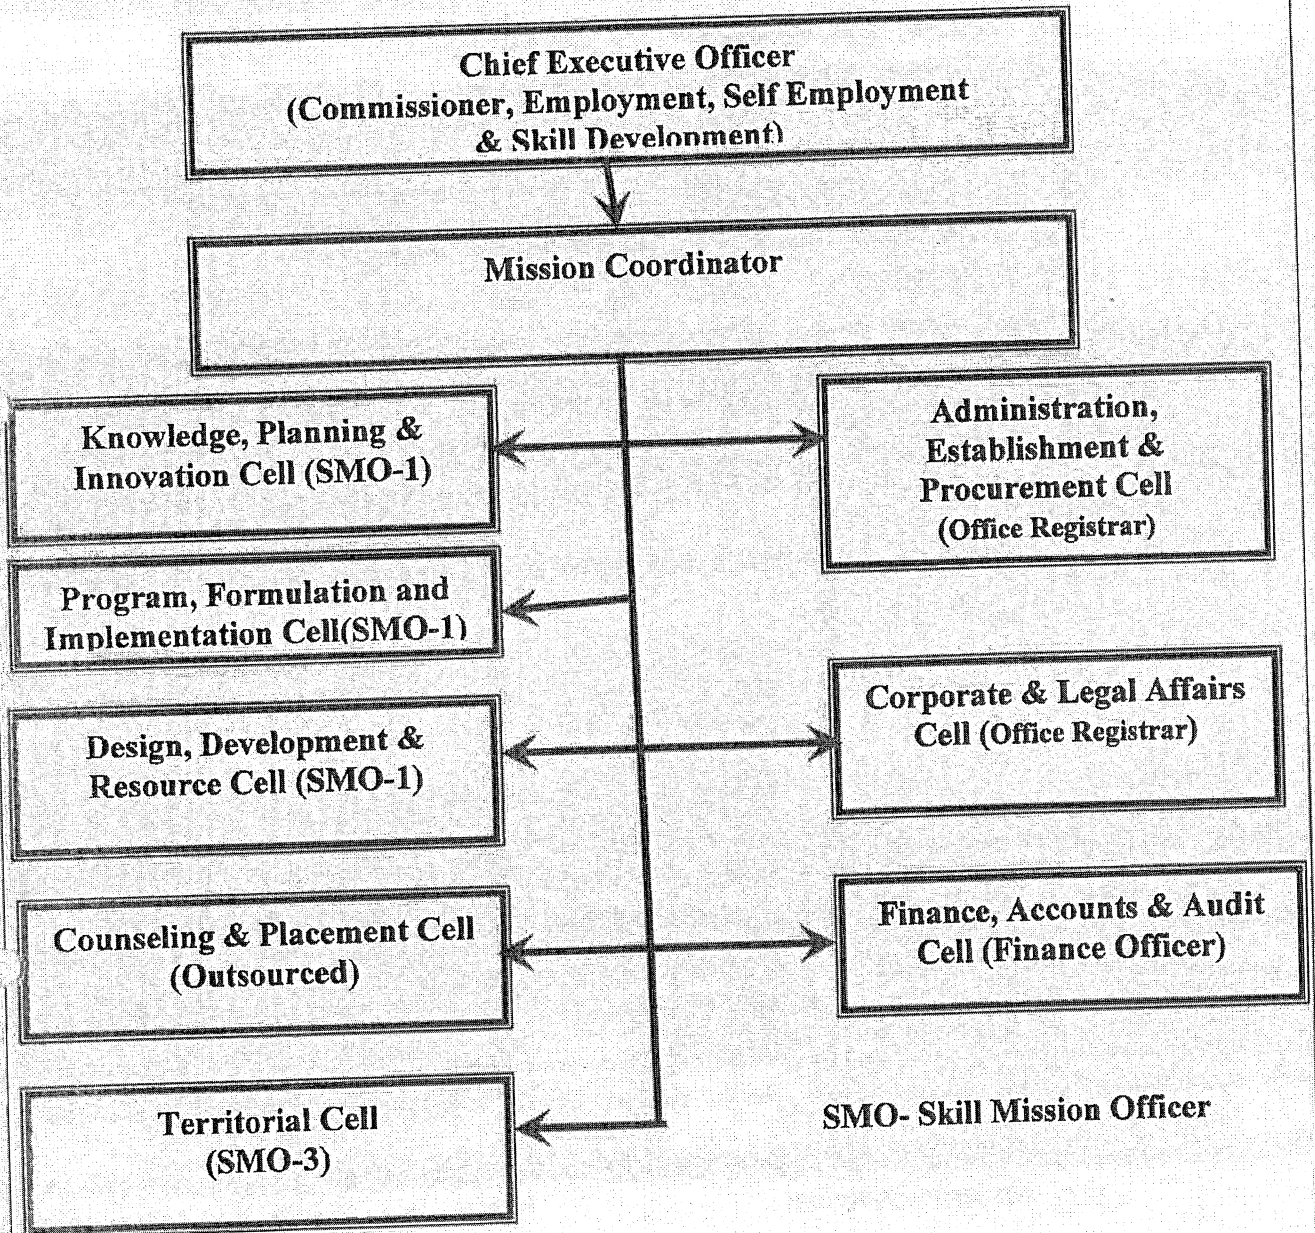 Chief Executive Officer
(Commissioner, Employment, Self Employment
& Skill Development)
Mission Coordinator
Knowledge, Planning &
Innovation Cell (SMO-1)
Administration,
Establishment &
Procurement Cell
(Office Registrar)
Program, Formulation and
Implementation Cell(SMO-1)
Corporate & Legal Affairs
Cell (Office Registrar)
Design, Development &
Resource Cell (SMO-1)
Finance, Accounts & Audit
Cell (Finance Officer)
Counseling & Placement Cell
(Outsourced)
Territorial Cell
(SMO-3)
SMO- Skill Mission Officer